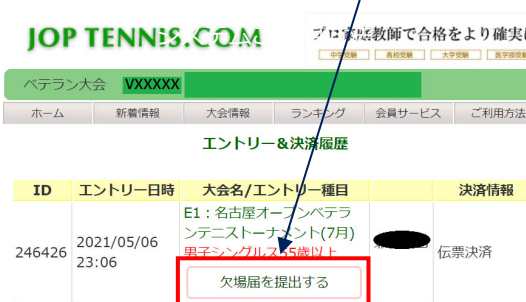 JOP TENNIS.COM
プロ家庭教師で合格をより確実に
中学受験 高校受験 大学受験 医学部受験
ベテラン大会 VXXXXX
ホーム 新着情報 大会情報 ランキング 会員サービス ご利用方法
エントリー&決済履歴
ID エントリー日時 大会名/エントリー種目 決済情報
E1：名古屋オープンベテラ
ンテニストーナメント(7月)
246426 2021/05/06 男子シングルス55歳以上 伝票決済
23:06
欠場届を提出する